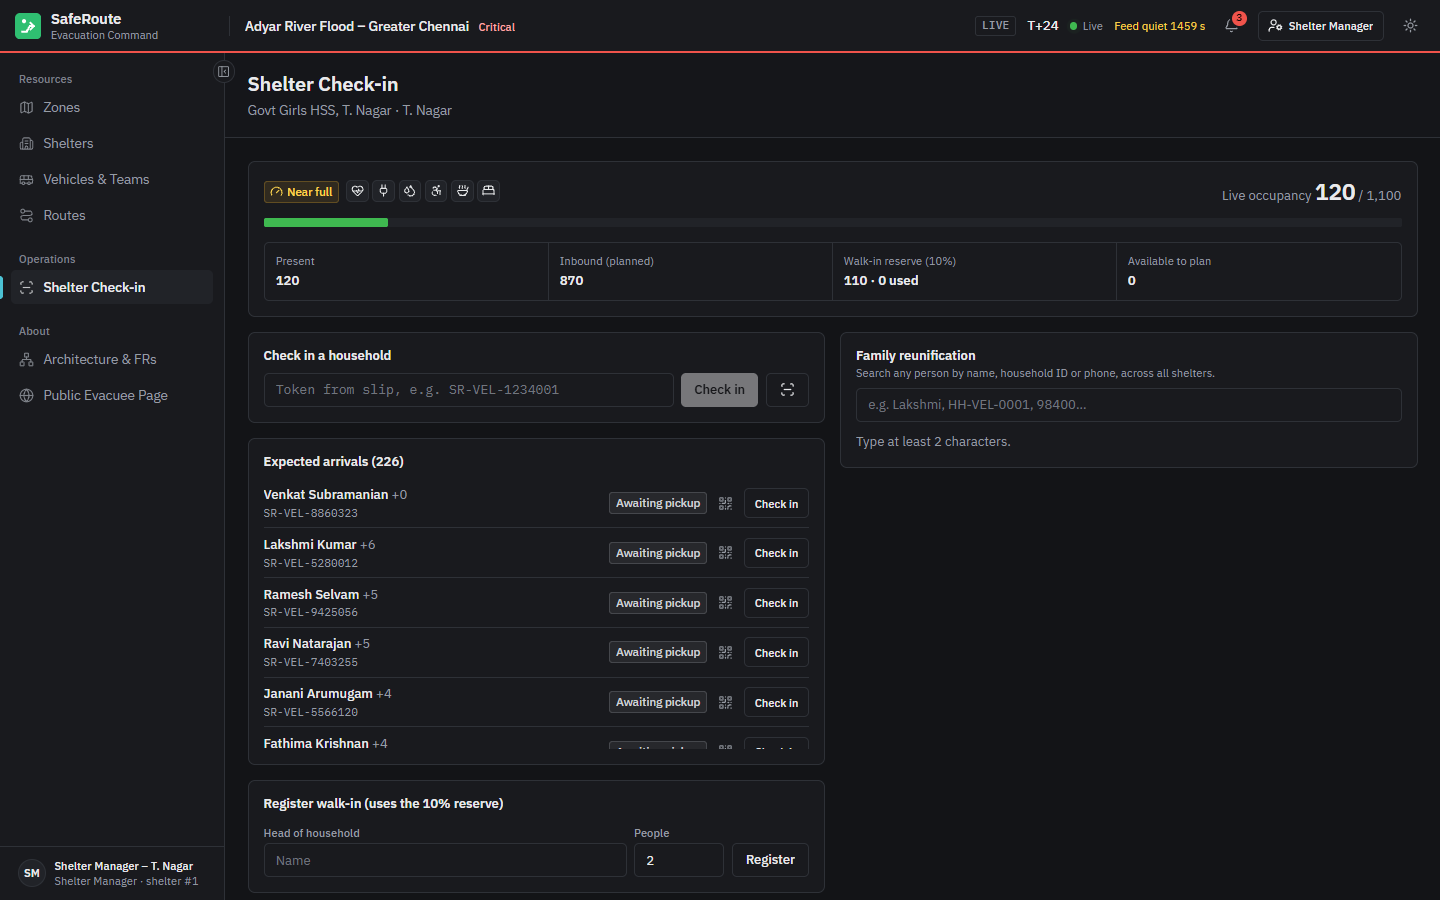 SafeRoute
Evacuation Command
Adyar River Flood – Greater Chennai Critical
LIVE T+24 Live Feed quiet 1459 s 3 Shelter Manager
Resources
Zones
Shelters
Vehicles & Teams
Routes
Operations
Shelter Check-in
About
Architecture & FRs
Public Evacuee Page
SM Shelter Manager – T. Nagar
Shelter Manager · shelter #1
Shelter Check-in
Govt Girls HSS, T. Nagar · T. Nagar
Near full
Live occupancy 120 / 1,100
Present
120
Inbound (planned)
870
Walk-in reserve (10%)
110 · 0 used
Available to plan
0
Check in a household
Token from slip, e.g. SR-VEL-1234001 Check in
Expected arrivals (226)
Venkat Subramanian +0
SR-VEL-8860323
Awaiting pickup Check in
Lakshmi Kumar +6
SR-VEL-5280012
Awaiting pickup Check in
Ramesh Selvam +5
SR-VEL-9425056
Awaiting pickup Check in
Ravi Natarajan +5
SR-VEL-7403255
Awaiting pickup Check in
Janani Arumugam +4
SR-VEL-5566120
Awaiting pickup Check in
Fathima Krishnan +4
Register walk-in (uses the 10% reserve)
Head of household
Name
People
2
Register
Family reunification
Search any person by name, household ID or phone, across all shelters.
e.g. Lakshmi, HH-VEL-0001, 98400…
Type at least 2 characters.